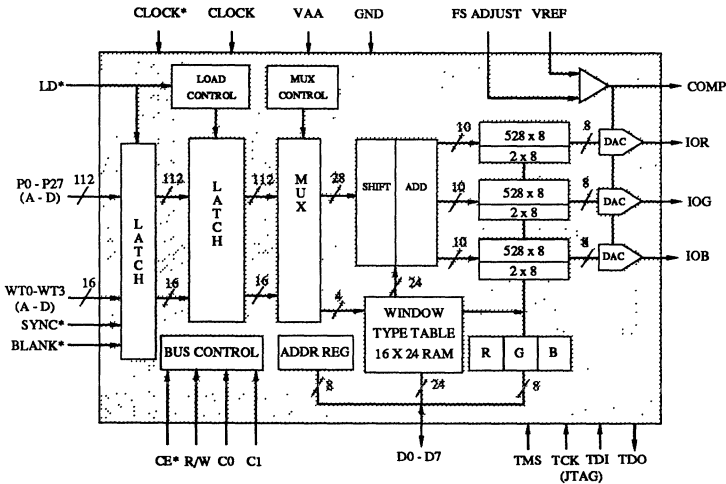 CLOCK* CLOCK VAA GND FS ADJUST VREF
LD*
LOAD
CONTROL
MUX
CONTROL
COMP
P0 - P27
(A - D)
112
LATCH
112
LATCH
112
MUX
28
SHIFT
ADD
10
528 x 8
2 x 8
8
DAC
IOR
10
528 x 8
2 x 8
8
DAC
IOG
10
528 x 8
2 x 8
8
DAC
IOB
WT0-WT3
(A - D)
16
16
16
4
24
SYNC*
BLANK*
BUS CONTROL
ADDR REG
WINDOW
TYPE TABLE
16 X 24 RAM
R G B
8
24
8
CE* R/W C0 C1
D0 - D7
TMS TCK TDI TDO
(JTAG)